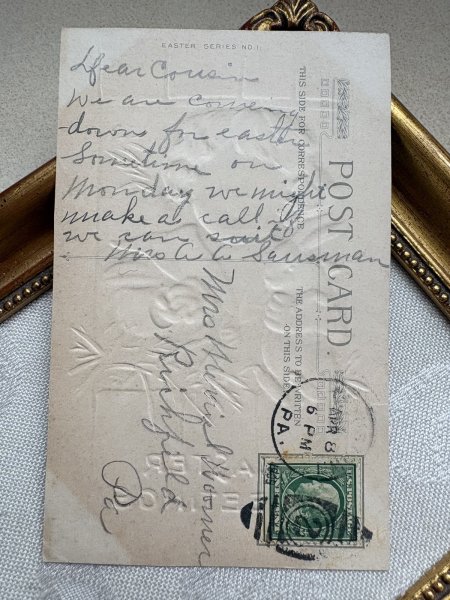 EASTER SERIES NO. 1.
Dear Cousin
we are coming
down for easter
Sometime on
Monday we might
make a call if
we can suit
Mrs A A Sausman
THIS SIDE FOR CORRESPONDENCE
POST CARD
THE ADDRESS TO BE WRITTEN
ON THIS SIDE
Mrs
Richfield
Pa
APR 8
6 PM
PA.